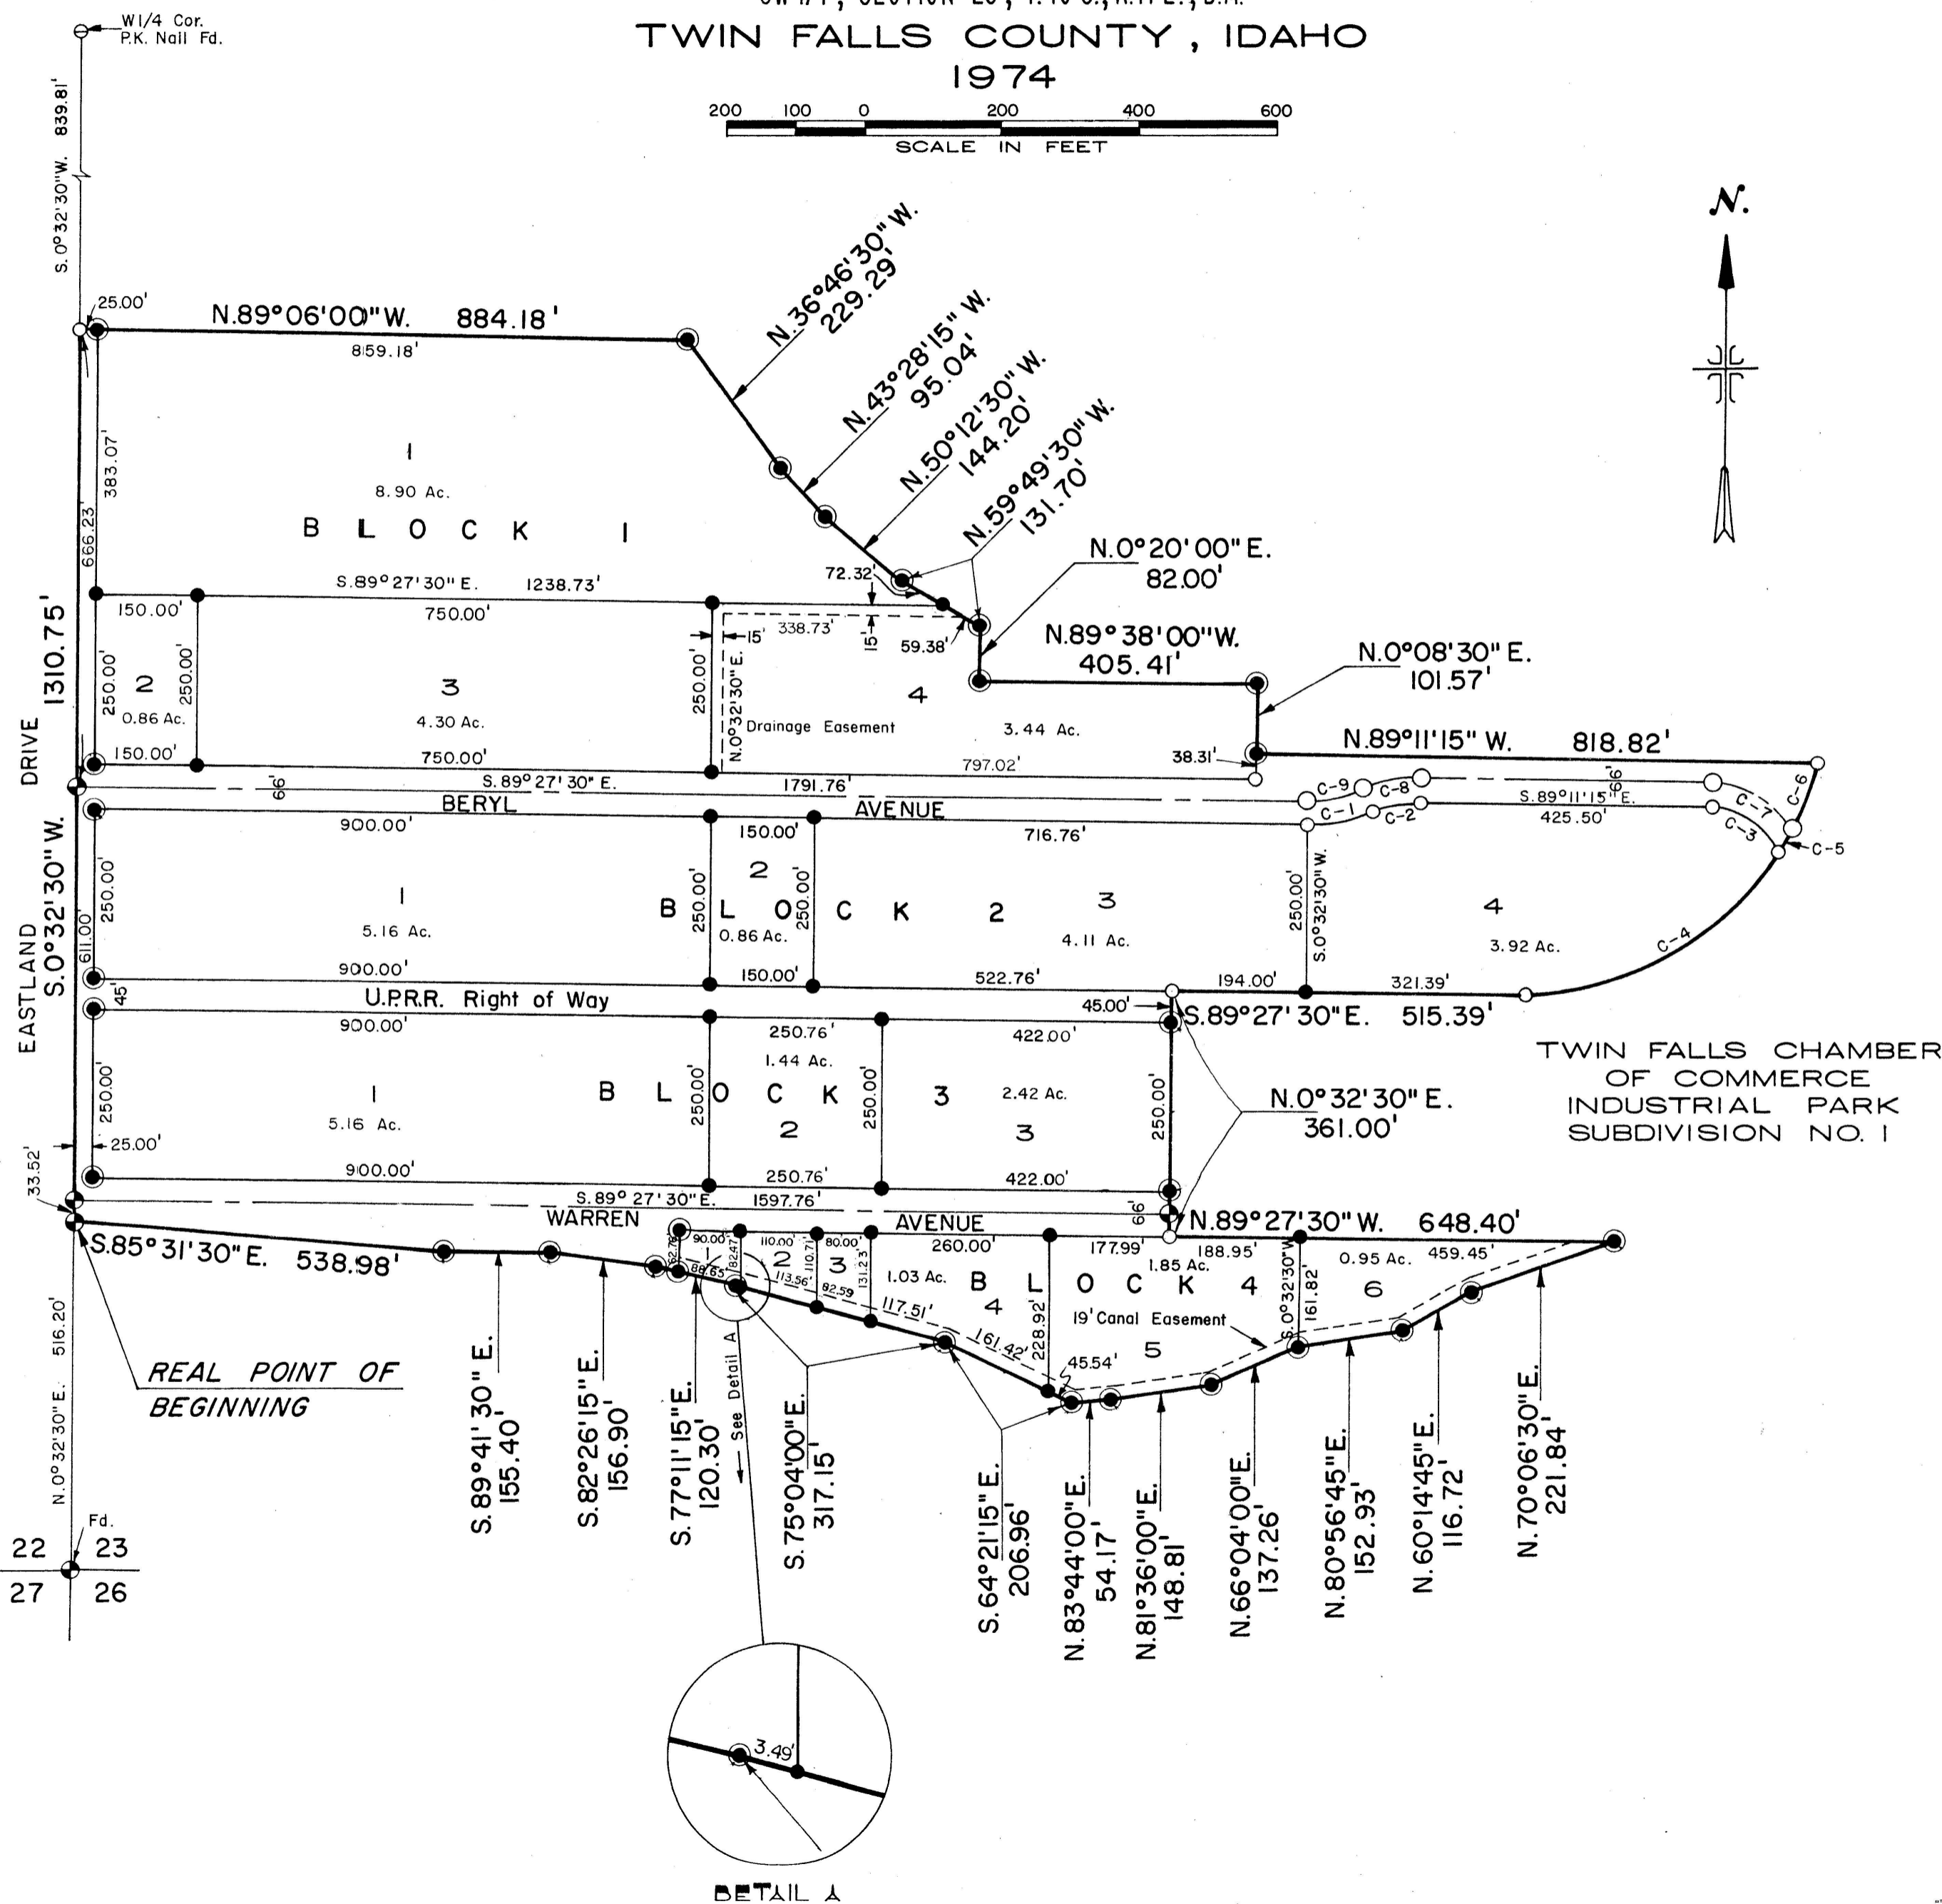 TWIN FALLS COUNTY, IDAHO
1974
200 100 0 200 400 600
SCALE IN FEET
W1/4 Cor.
P.K. Nail Fd.
S. 0°32'30"W. 839.81'
N.
25.00'
N.89°06'00"W. 884.18'
859.18'
N.36°46'30"W.
229.29'
N.43°28'15"W.
95.04'
N.50°12'30"W.
144.20'
N.59°49'30"W.
131.70'
N.0°20'00"E.
82.00'
383.07'
666.23'
1
8.90 Ac.
BLOCK 1
S.89°27'30"E. 1238.73'
72.32'
150.00'
750.00'
338.73'
15'
15'
59.38'
N.89°38'00"W.
405.41'
N.0°08'30"E.
101.57'
250.00'
2
0.86 Ac.
250.00'
3
4.30 Ac.
250.00'
N.0°32'30"E.
4
Drainage Easement
3.44 Ac.
N.89°11'15"W. 818.82'
150.00'
750.00'
797.02'
38.31'
EASTLAND DRIVE
S.0°32'30"W. 1310.75'
66'
S.89°27'30"E. 1791.76'
BERYL AVENUE
C-9
C-8
66'
C-6
C-7
C-1
C-2
S.89°11'15"E.
425.50'
C-3
C-5
900.00'
150.00'
716.76'
250.00'
611.00'
1
5.16 Ac.
250.00'
2
0.86 Ac.
250.00'
BLOCK 2
3
4.11 Ac.
250.00'
S.0°32'30"W.
4
3.92 Ac.
C-4
900.00'
150.00'
522.76'
194.00'
321.39'
45'
U.P.R.R. Right of Way
45.00'
S.89°27'30"E. 515.39'
900.00'
250.76'
422.00'
1.44 Ac.
250.00'
1
5.16 Ac.
250.00'
BLOCK 3
2
250.00'
2.42 Ac.
3
250.00'
N.0°32'30"E.
361.00'
TWIN FALLS CHAMBER
OF COMMERCE
INDUSTRIAL PARK
SUBDIVISION NO. 1
25.00'
33.52'
900.00'
250.76'
422.00'
S.89°27'30"E. 1597.76'
WARREN AVENUE
66'
N.89°27'30"W. 648.40'
S.85°31'30"E. 538.98'
90.00'
110.00'
80.00'
260.00'
177.99'
188.95'
459.45'
1
82.47'
2
110.71'
3
131.23'
1.03 Ac.
BLOCK 4
1.85 Ac.
0.95 Ac.
88.65'
113.56'
82.59
117.51'
4
161.42'
228.92'
19' Canal Easement
45.54'
5
S.0°32'30"W.
161.82'
6
REAL POINT OF
BEGINNING
N.0°32'30"E. 516.20'
S.89°41'30"E.
155.40'
S.82°26'15"E.
156.90'
S.77°11'15"E.
120.30'
See Detail A
S.75°04'00"E.
317.15'
S.64°21'15"E.
206.96'
N.83°44'00"E.
54.17'
N.81°36'00"E.
148.81'
N.66°04'00"E.
137.26'
N.80°56'45"E.
152.93'
N.60°14'45"E.
116.72'
N.70°06'30"E.
221.84'
Fd.
22 23
27 26
3.49'
DETAIL A